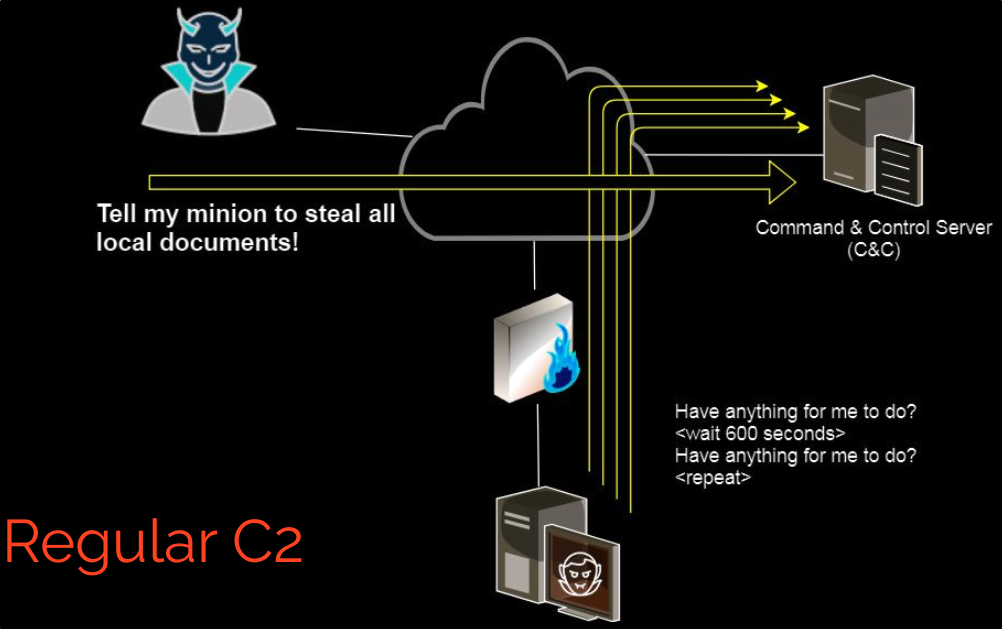 Tell my minion to steal all
local documents!
Command & Control Server
(C&C)
Have anything for me to do?
<wait 600 seconds>
Have anything for me to do?
<repeat>
Regular C2